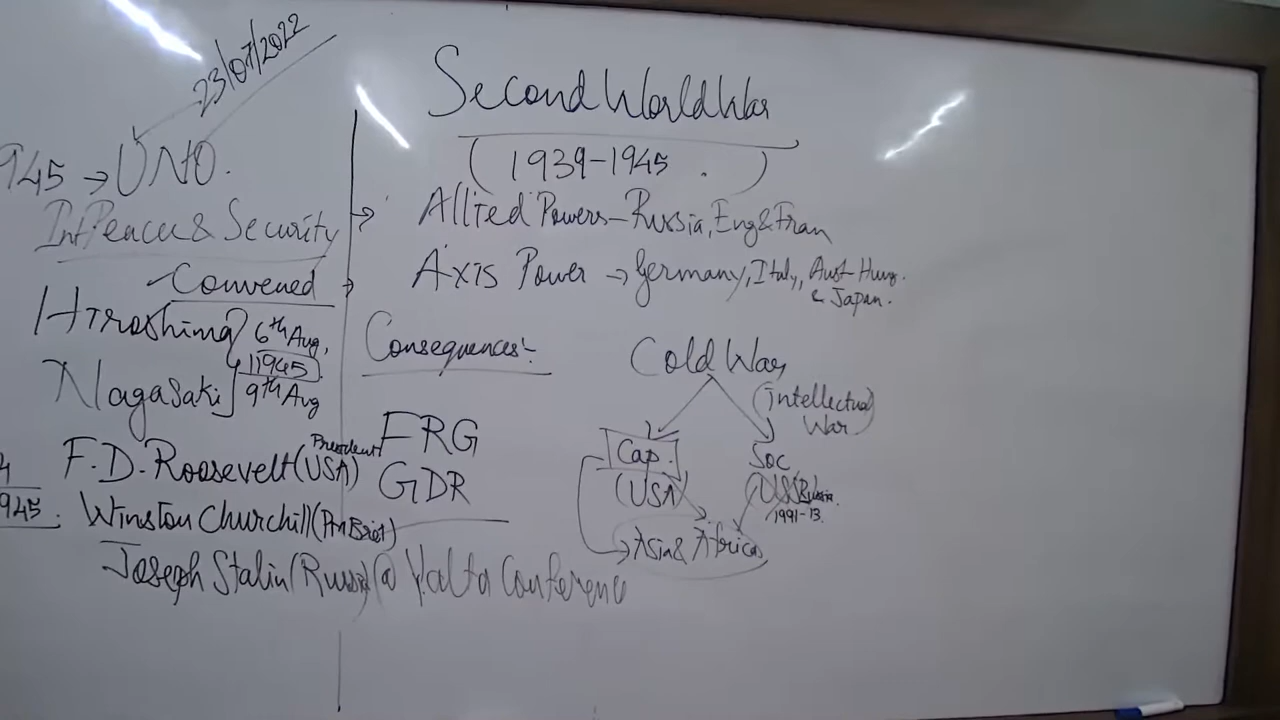 23/07/2022
945 → UNO.
Int Peace & Security
Convened
Hiroshima 6th Aug,
1945
Nagasaki 9th Aug
F.D. Roosevelt (USA) President
945. Winston Churchill (PM Brit)
Joseph Stalin (Russia) @ Yalta Conference
Second World War
(1939-1945.)
→ Allied Powers - Russia, Eng & Fran
→ Axis Power → Germany, Italy, Aust-Hung.
& Japan.
Consequences:-
FRG
GDR
Cold War
(intellectual
War)
Cap. Soc
(USA) Russia.
1991-13.
Asia & Africa